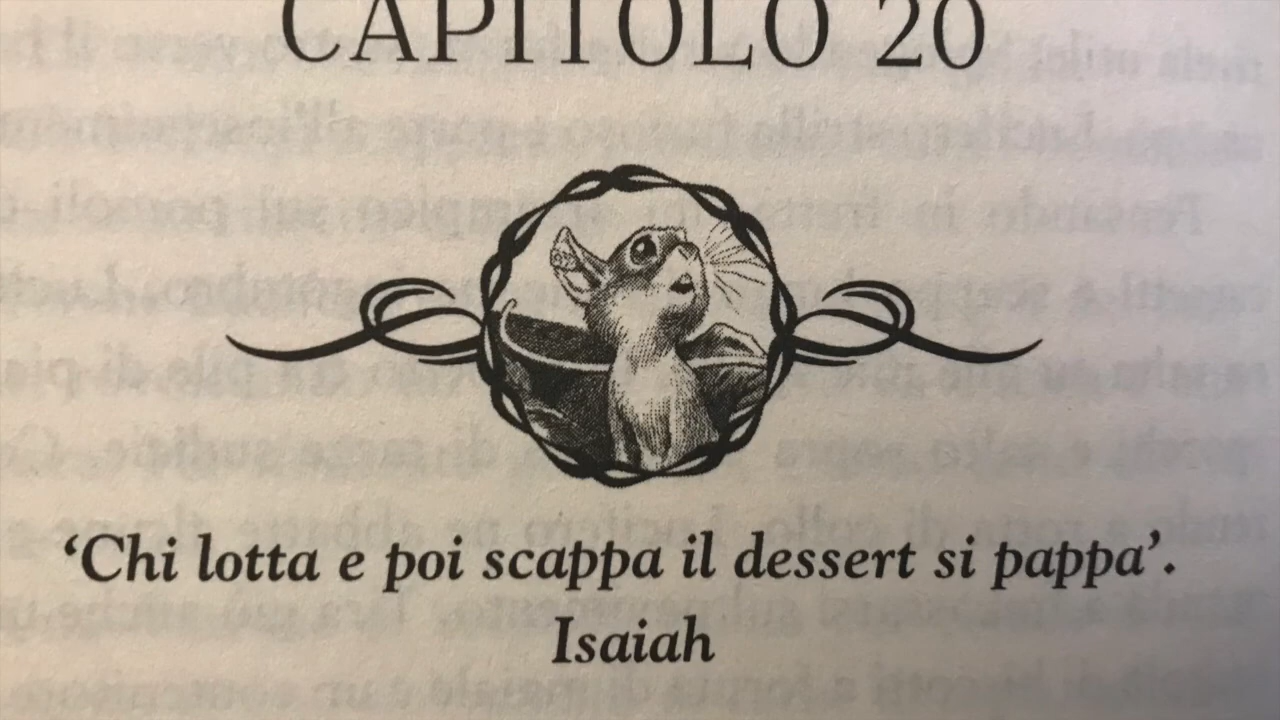 CAPITOLO 20
‘Chi lotta e poi scappa il dessert si pappa’.
Isaiah